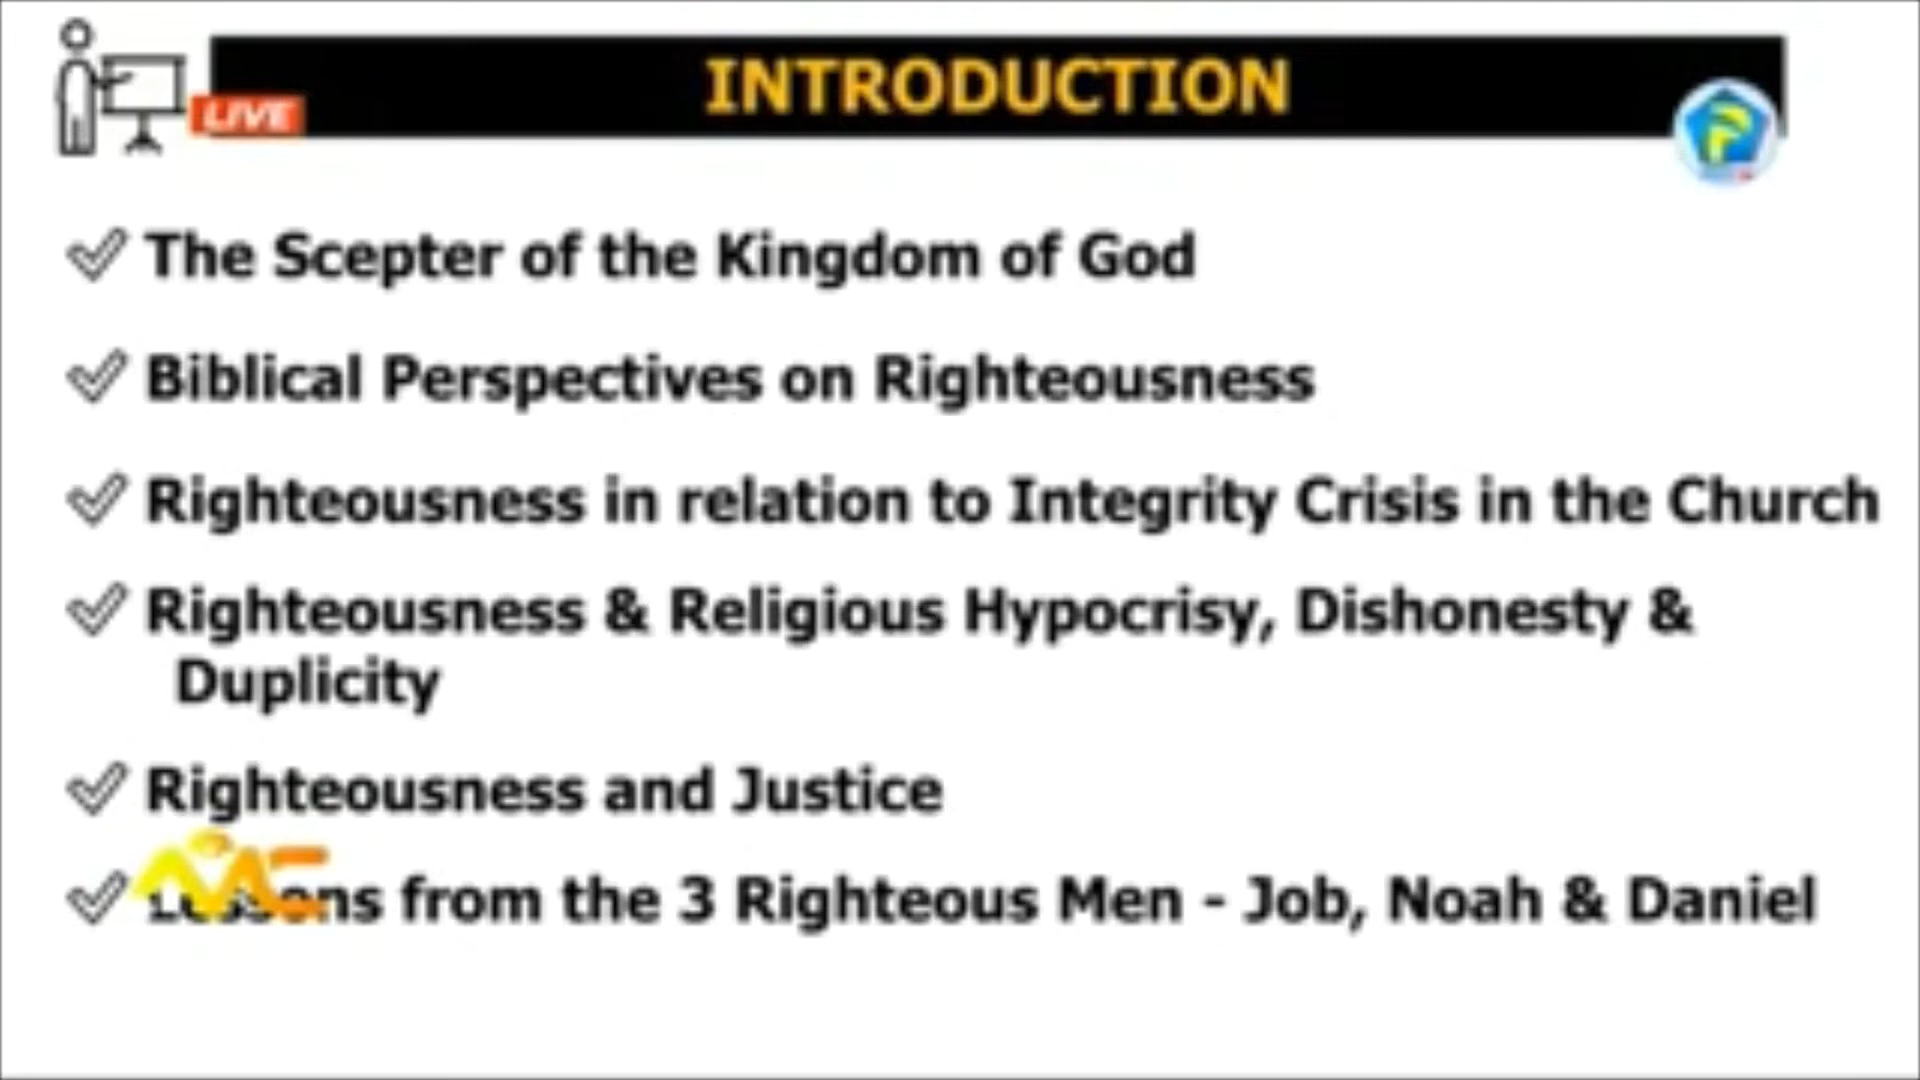 INTRODUCTION
LIVE
The Scepter of the Kingdom of God
Biblical Perspectives on Righteousness
Righteousness in relation to Integrity Crisis in the Church
Righteousness & Religious Hypocrisy, Dishonesty &
Duplicity
Righteousness and Justice
Lessons from the 3 Righteous Men - Job, Noah & Daniel